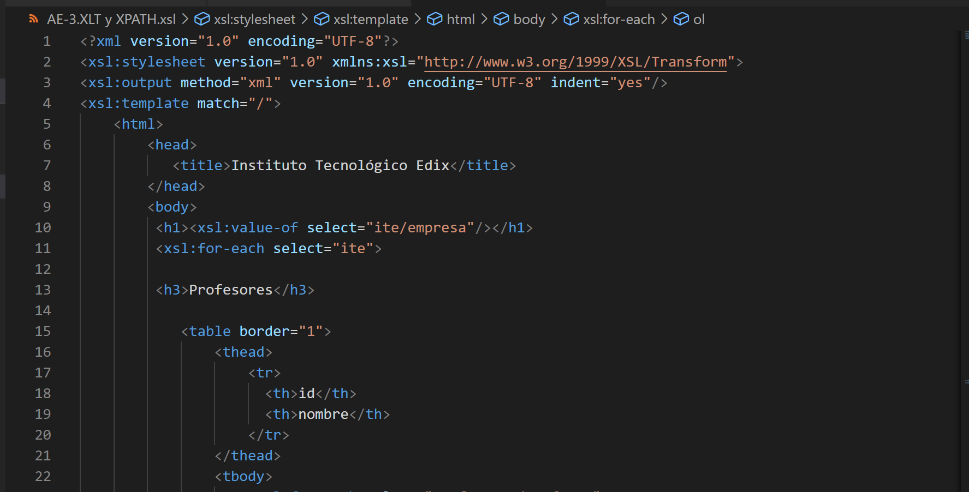 AE-3.XLT y XPATH.xsl > xsl:stylesheet > xsl:template > html > body > xsl:for-each > ol
1 <?xml version="1.0" encoding="UTF-8"?>
2 <xsl:stylesheet version="1.0" xmlns:xsl="http://www.w3.org/1999/XSL/Transform">
3 <xsl:output method="xml" version="1.0" encoding="UTF-8" indent="yes"/>
4 <xsl:template match="/">
5 <html>
6 <head>
7 <title>Instituto Tecnológico Edix</title>
8 </head>
9 <body>
10 <h1><xsl:value-of select="ite/empresa"/></h1>
11 <xsl:for-each select="ite">
12
13 <h3>Profesores</h3>
14
15 <table border="1">
16 <thead>
17 <tr>
18 <th>id</th>
19 <th>nombre</th>
20 </tr>
21 </thead>
22 <tbody>